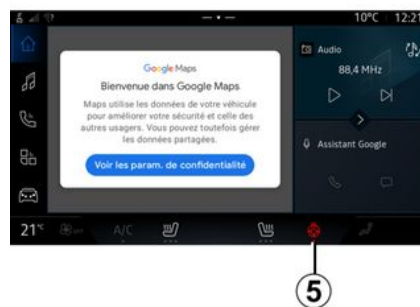 10°C 12:21
Google Maps
Bienvenue dans Google Maps
Maps utilise les données de votre véhicule
pour améliorer votre sécurité et celle des
autres usagers. Vous pouvez toutefois gérer
les données partagées.
Voir les param. de confidentialité
Audio
88,4 MHz
Assistant Google
21°C
OFF
A/C
5